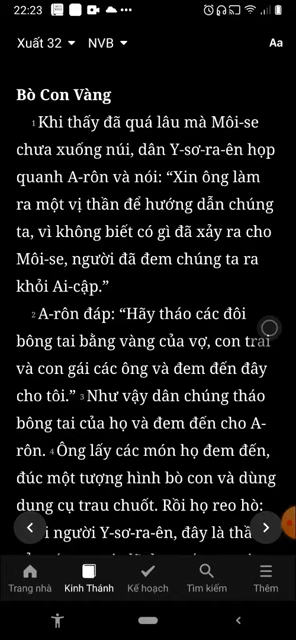 22:23
Xuất 32 NVB Aa
Bò Con Vàng
1 Khi thấy đã quá lâu mà Môi-se
chưa xuống núi, dân Y-sơ-ra-ên họp
quanh A-rôn và nói: “Xin ông làm
ra một vị thần để hướng dẫn chúng
ta, vì không biết có gì đã xảy ra cho
Môi-se, người đã đem chúng ta ra
khỏi Ai-cập.”
2 A-rôn đáp: “Hãy tháo các đôi
bông tai bằng vàng của vợ, con trai
và con gái các ông và đem đến đây
cho tôi.” 3 Như vậy dân chúng tháo
bông tai của họ và đem đến cho A-
rôn. 4 Ông lấy các món họ đem đến,
đúc một tượng hình bò con và dùng
dụng cụ trau chuốt. Rồi họ reo hò:
người Y-sơ-ra-ên, đây là
Trang nhà Kinh Thánh Kế hoạch Tìm kiếm Thêm